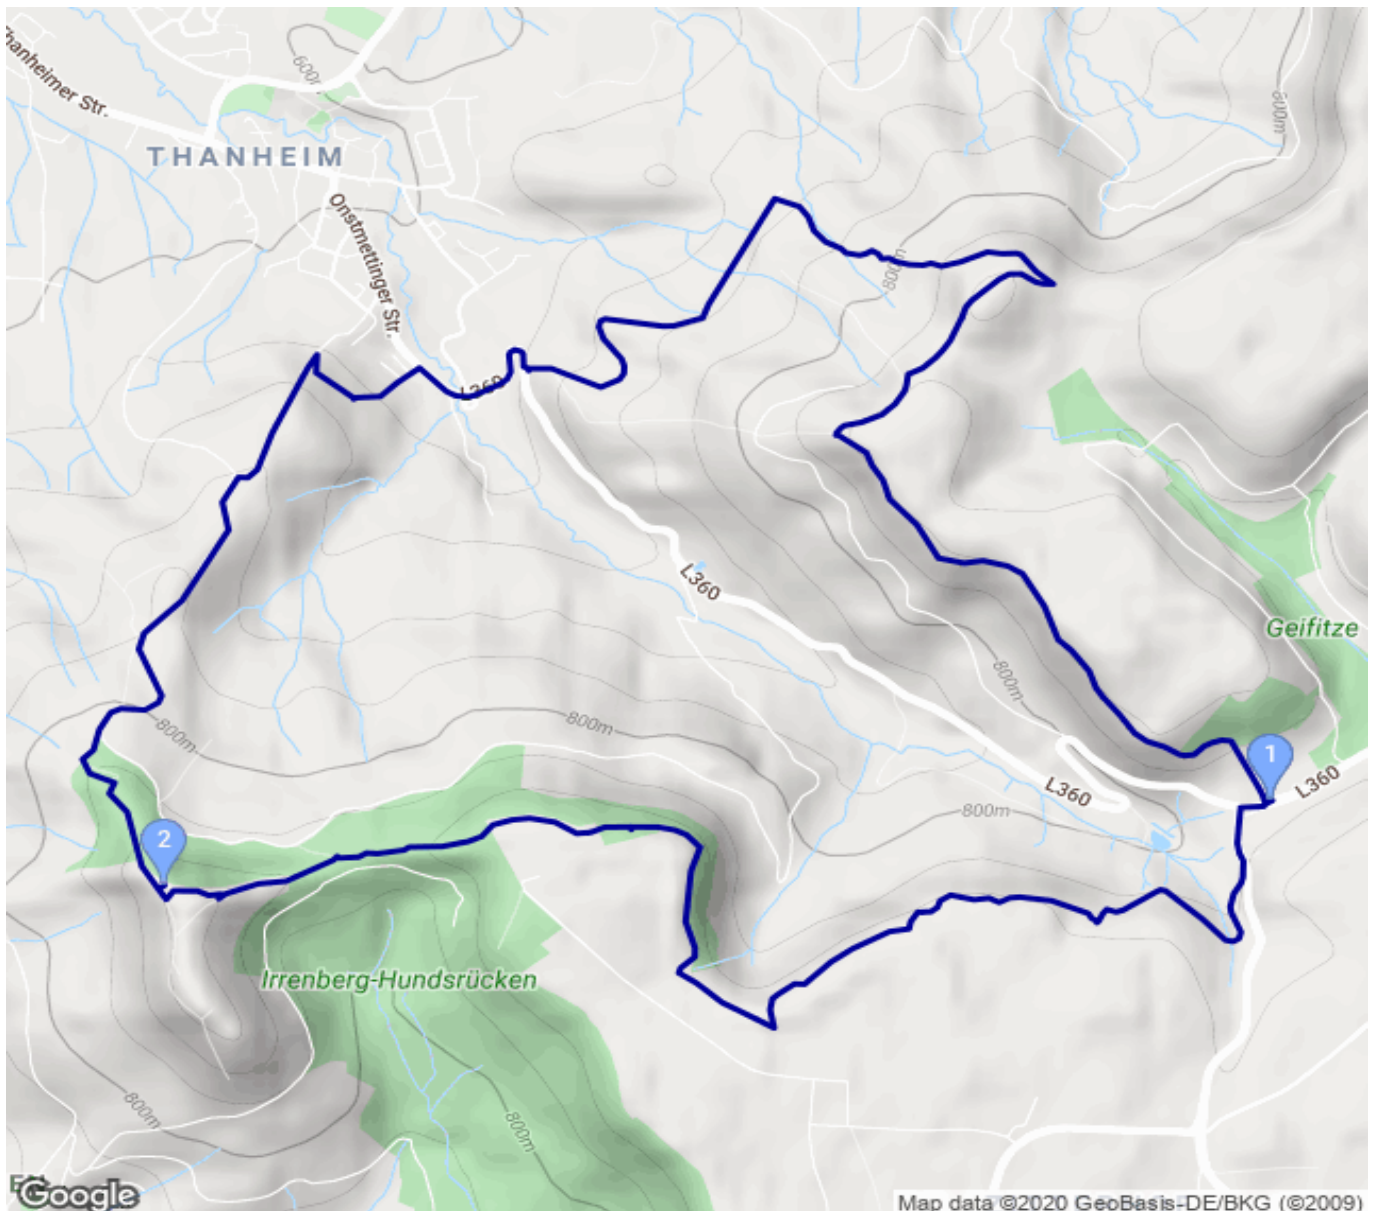 Thanheimer Str.
600m
THANHEIM
Onstmettinger Str.
800m
800m
L360
L360
Geifitze
800m
800m
800m
1
L360
L360
800m
2
Irrenberg-Hundsrücken
800m
800m
Google
Map data ©2020 GeoBasis-DE/BKG (©2009)